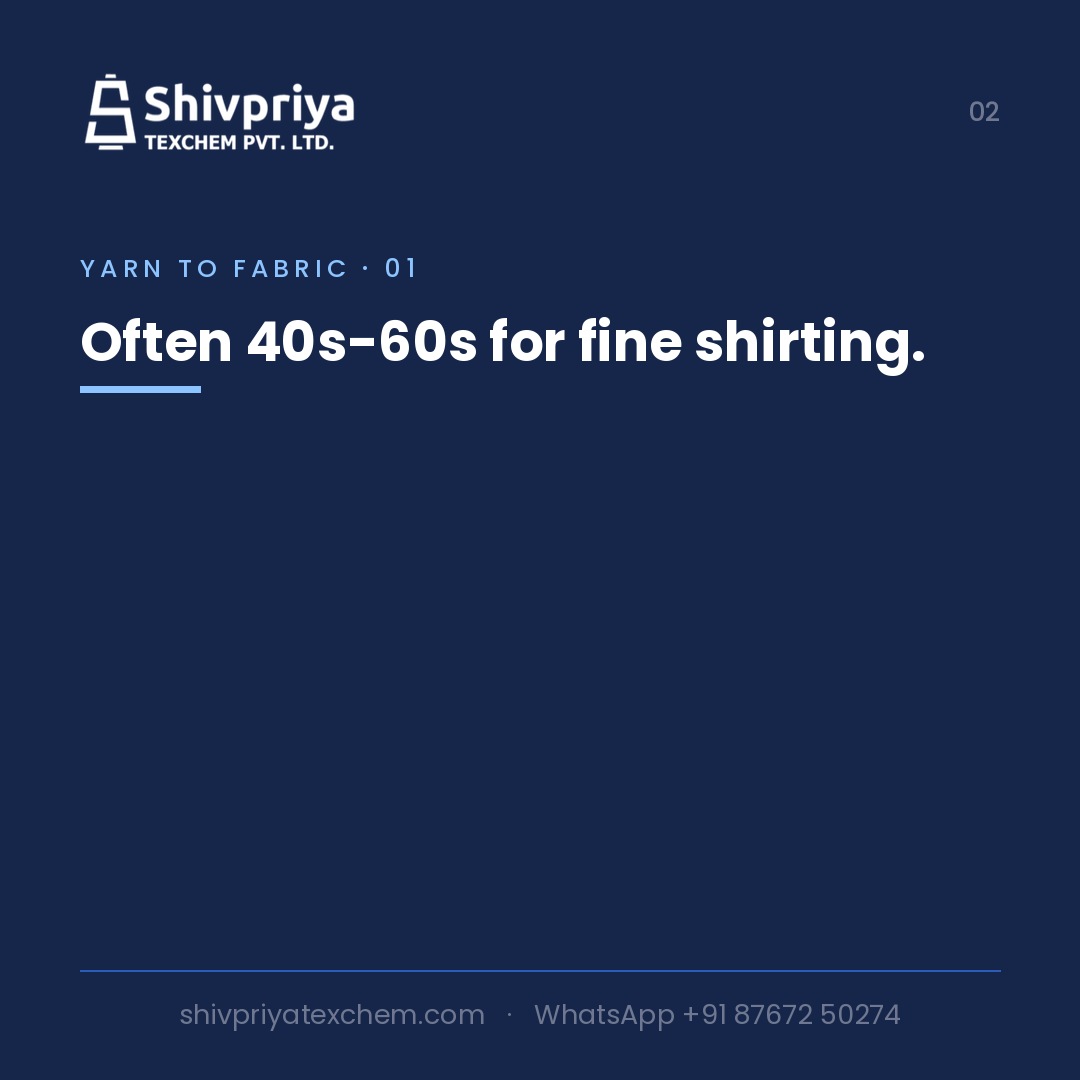 Shivpriya
TEXCHEM PVT. LTD.
02
YARN TO FABRIC · 01
Often 40s–60s for fine shirting.
shivpriyatexchem.com · WhatsApp +91 87672 50274